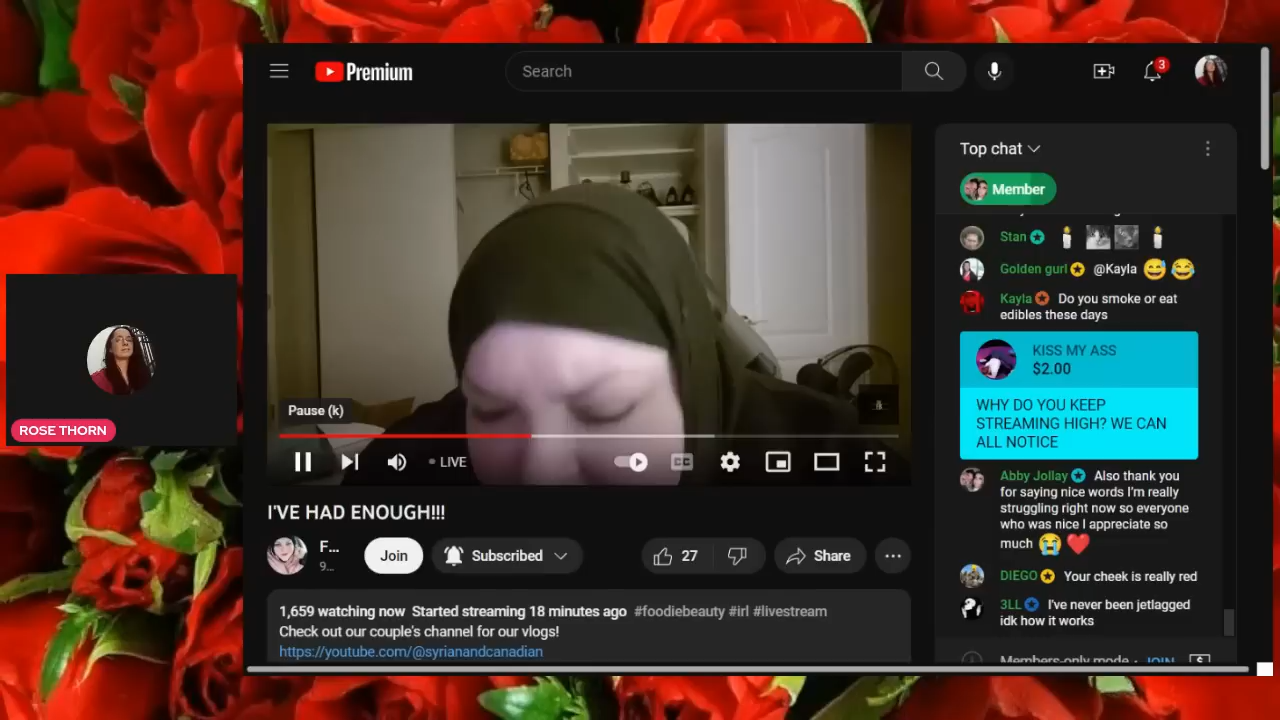 Premium
Search
3
Top chat
Member
Stan
Golden gurl @Kayla
Kayla Do you smoke or eat
edibles these days
KISS MY ASS
$2.00
WHY DO YOU KEEP
STREAMING HIGH? WE CAN
ALL NOTICE
Abby Jollay Also thank you
for saying nice words I'm really
struggling right now so everyone
who was nice I appreciate so
much
DIEGO Your cheek is really red
3LL I've never been jetlagged
idk how it works
Members-only mode · JOIN
ROSE THORN
Pause (k)
LIVE
CC
I'VE HAD ENOUGH!!!
F...
9...
Join
Subscribed
27
Share
1,659 watching now Started streaming 18 minutes ago #foodiebeauty #irl #livestream
Check out our couple's channel for our vlogs!
https://youtube.com/@syrianandcanadian